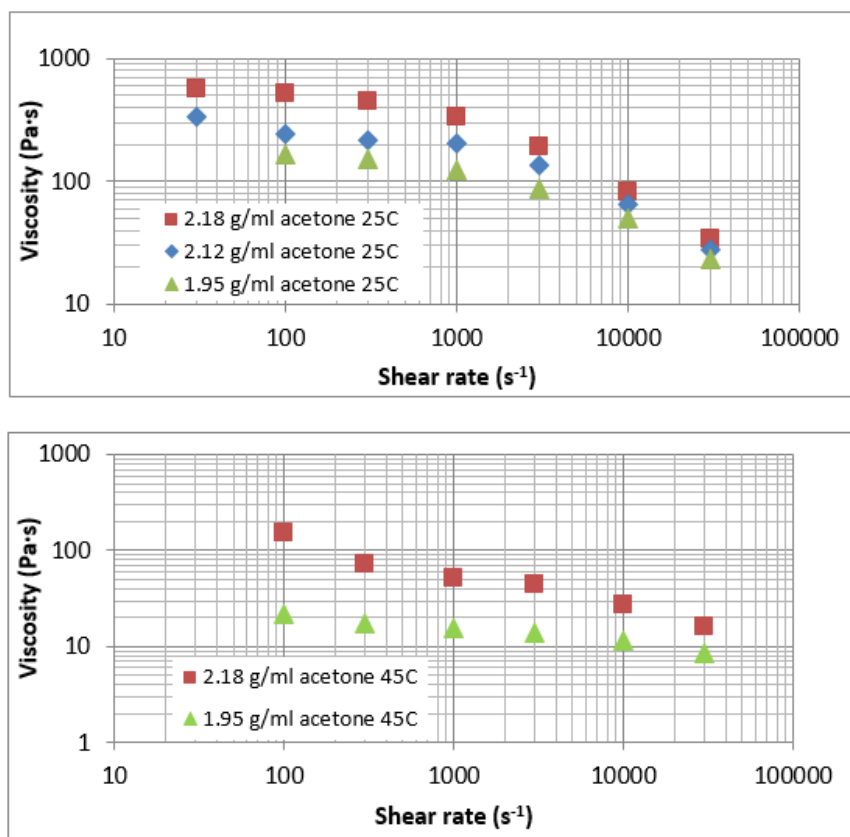 1000
100
10
Viscosity (Pa·s)
2.18 g/ml acetone 25C
2.12 g/ml acetone 25C
1.95 g/ml acetone 25C
10 100 1000 10000 100000
Shear rate (s⁻¹)
1000
100
10
1
Viscosity (Pa·s)
2.18 g/ml acetone 45C
1.95 g/ml acetone 45C
10 100 1000 10000 100000
Shear rate (s⁻¹)